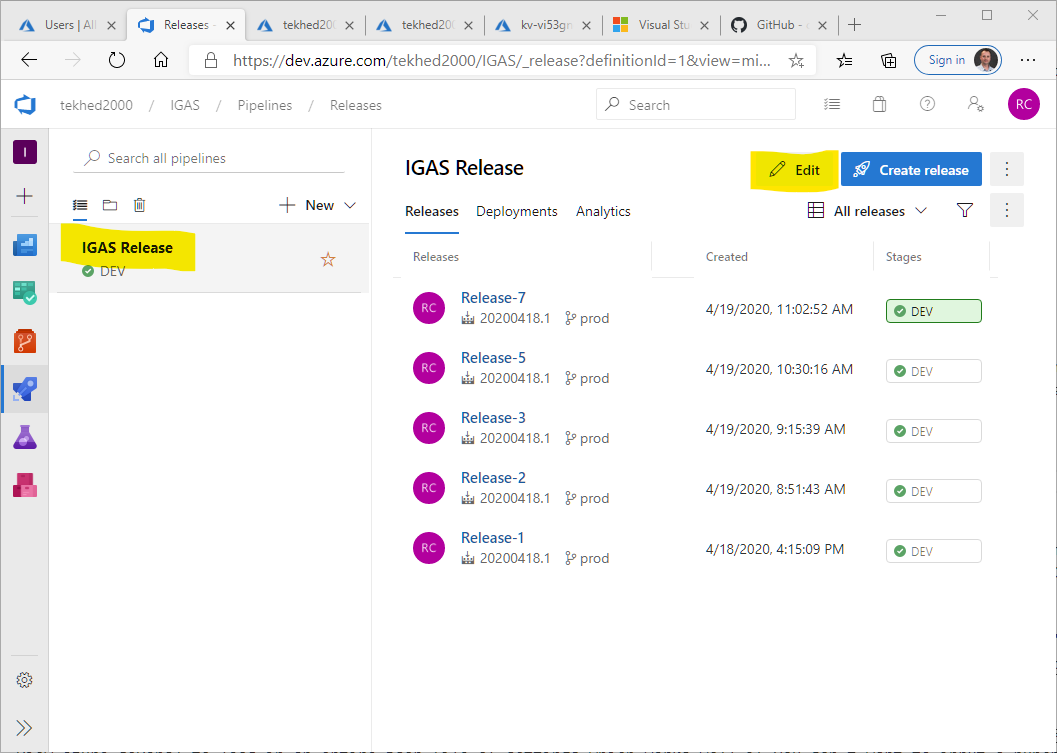 Users | All
Releases -
tekhed200
tekhed200
kv-vi53gn
Visual Stu
GitHub -
https://dev.azure.com/tekhed2000/IGAS/_release?definitionId=1&view=mi...
Sign in
tekhed2000 / IGAS / Pipelines / Releases
Search
RC
I
Search all pipelines
New
IGAS Release
DEV
IGAS Release
Edit
Create release
Releases Deployments Analytics
All releases
Releases Created Stages
RC
Release-7
20200418.1 prod
4/19/2020, 11:02:52 AM
DEV
RC
Release-5
20200418.1 prod
4/19/2020, 10:30:16 AM
DEV
RC
Release-3
20200418.1 prod
4/19/2020, 9:15:39 AM
DEV
RC
Release-2
20200418.1 prod
4/19/2020, 8:51:43 AM
DEV
RC
Release-1
20200418.1 prod
4/18/2020, 4:15:09 PM
DEV